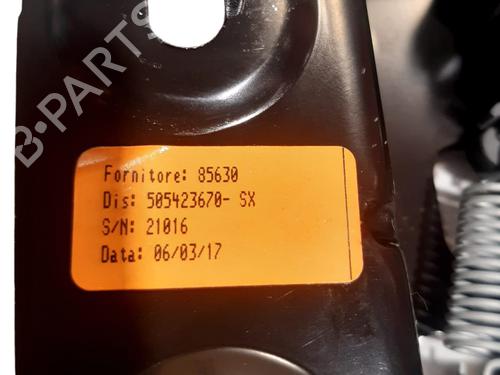 B-PARTS
Fornitore: 85630
Dis: 505423670- SX
S/N: 21016
Data: 06/03/17